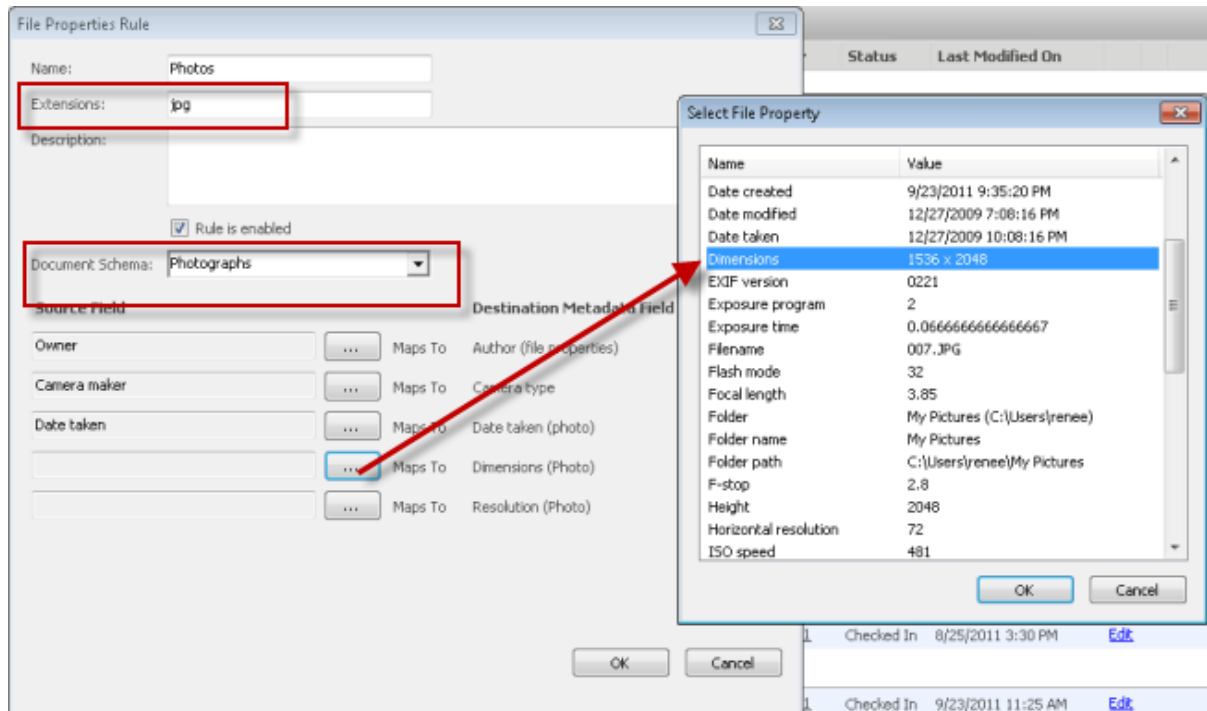 File Properties Rule
Name: Photos
Extensions: jpg
Description:
Rule is enabled
Document Schema: Photographs
Source Field Destination Metadata Field
Owner ... Maps To Author (file properties)
Camera maker ... Maps To Camera type
Date taken ... Maps To Date taken (photo)
... Maps To Dimensions (Photo)
... Maps To Resolution (Photo)
OK Cancel
Status Last Modified On
Select File Property
Name Value
Date created 9/23/2011 9:35:20 PM
Date modified 12/27/2009 7:08:16 PM
Date taken 12/27/2009 10:08:16 PM
Dimensions 1536 x 2048
EXIF version 0221
Exposure program 2
Exposure time 0.0666666666666667
Filename 007.JPG
Flash mode 32
Focal length 3.85
Folder My Pictures (C:\Users\renee)
Folder name My Pictures
Folder path C:\Users\renee\My Pictures
F-stop 2.8
Height 2048
Horizontal resolution 72
ISO speed 481
OK Cancel
1 Checked In 8/25/2011 3:30 PM Edit
1 Checked In 9/23/2011 11:25 AM Edit